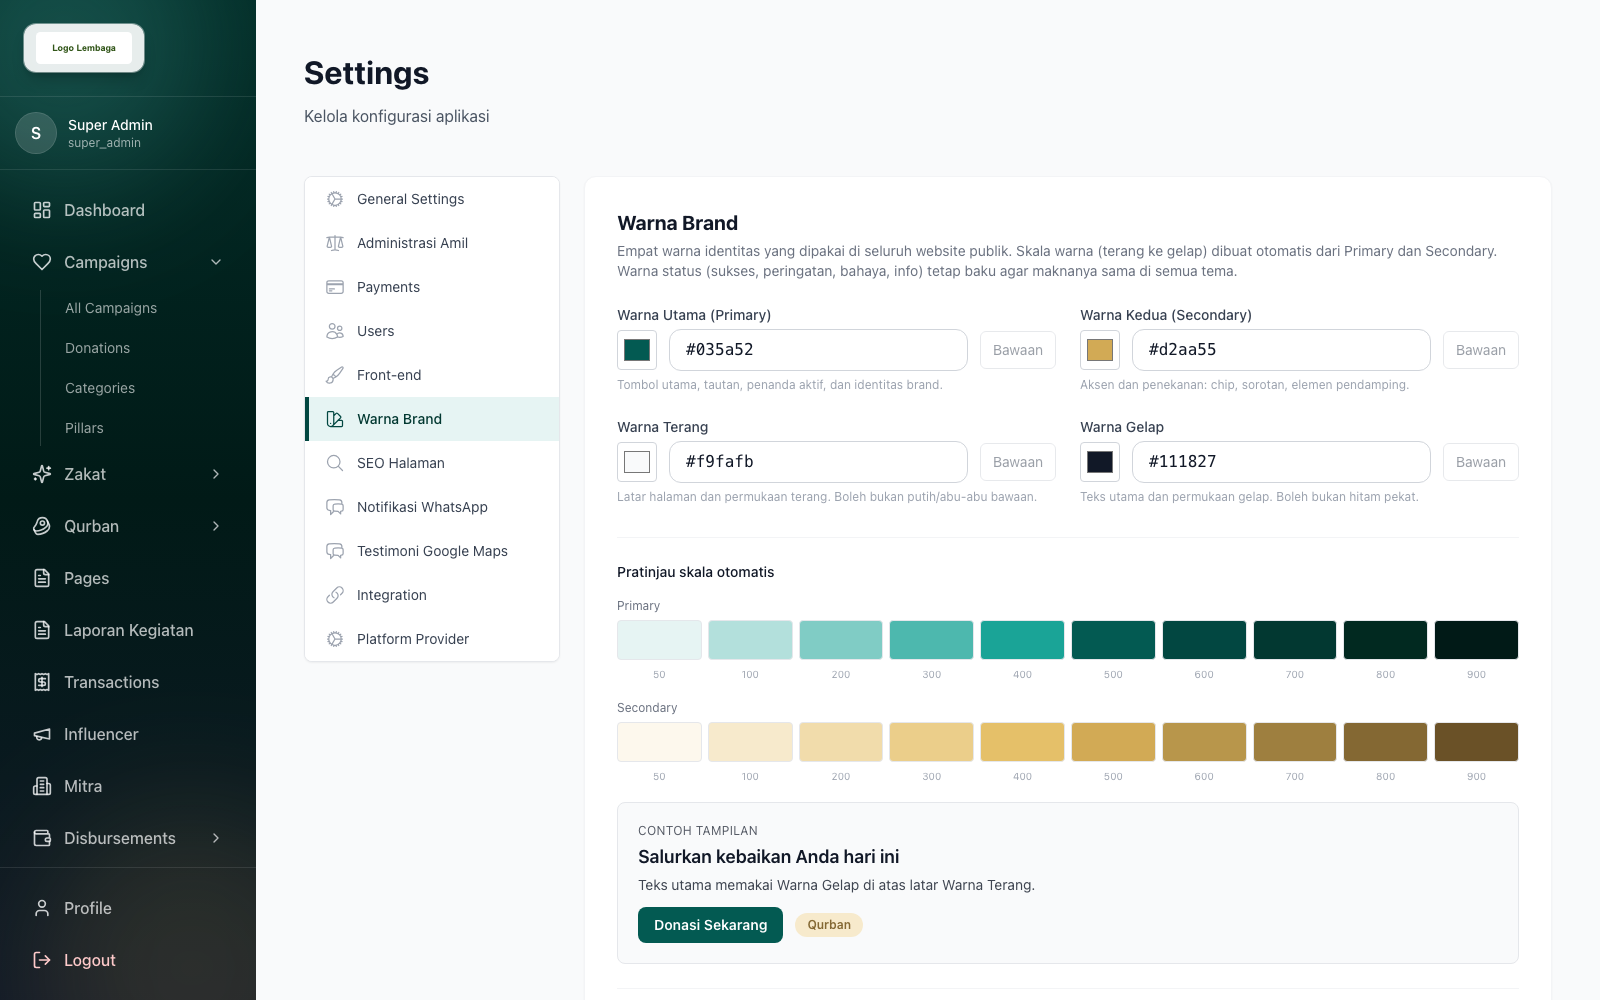 Logo Lembaga
S
Super Admin
super_admin
Dashboard
Campaigns
All Campaigns
Donations
Categories
Pillars
Zakat
Qurban
Pages
Laporan Kegiatan
Transactions
Influencer
Mitra
Disbursements
Profile
Logout
Settings
Kelola konfigurasi aplikasi
General Settings
Administrasi Amil
Payments
Users
Front-end
Warna Brand
SEO Halaman
Notifikasi WhatsApp
Testimoni Google Maps
Integration
Platform Provider
Warna Brand
Empat warna identitas yang dipakai di seluruh website publik. Skala warna (terang ke gelap) dibuat otomatis dari Primary dan Secondary.
Warna status (sukses, peringatan, bahaya, info) tetap baku agar maknanya sama di semua tema.
Warna Utama (Primary)
#035a52
Bawaan
Tombol utama, tautan, penanda aktif, dan identitas brand.
Warna Kedua (Secondary)
#d2aa55
Bawaan
Aksen dan penekanan: chip, sorotan, elemen pendamping.
Warna Terang
#f9fafb
Bawaan
Latar halaman dan permukaan terang. Boleh bukan putih/abu-abu bawaan.
Warna Gelap
#111827
Bawaan
Teks utama dan permukaan gelap. Boleh bukan hitam pekat.
Pratinjau skala otomatis
Primary
50 100 200 300 400 500 600 700 800 900
Secondary
50 100 200 300 400 500 600 700 800 900
CONTOH TAMPILAN
Salurkan kebaikan Anda hari ini
Teks utama memakai Warna Gelap di atas latar Warna Terang.
Donasi Sekarang
Qurban